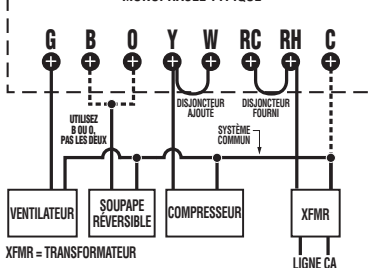 MONOPHASÉE TYPIQUE
G B O Y W RC RH C
DISJONCTEUR
AJOUTÉ
DISJONCTEUR
FOURNI
UTILISEZ
B OU O,
PAS LES DEUX
SYSTÈME
COMMUN
VENTILATEUR
SOUPAPE
RÉVERSIBLE
COMPRESSEUR
XFMR
XFMR = TRANSFORMATEUR
LIGNE CA